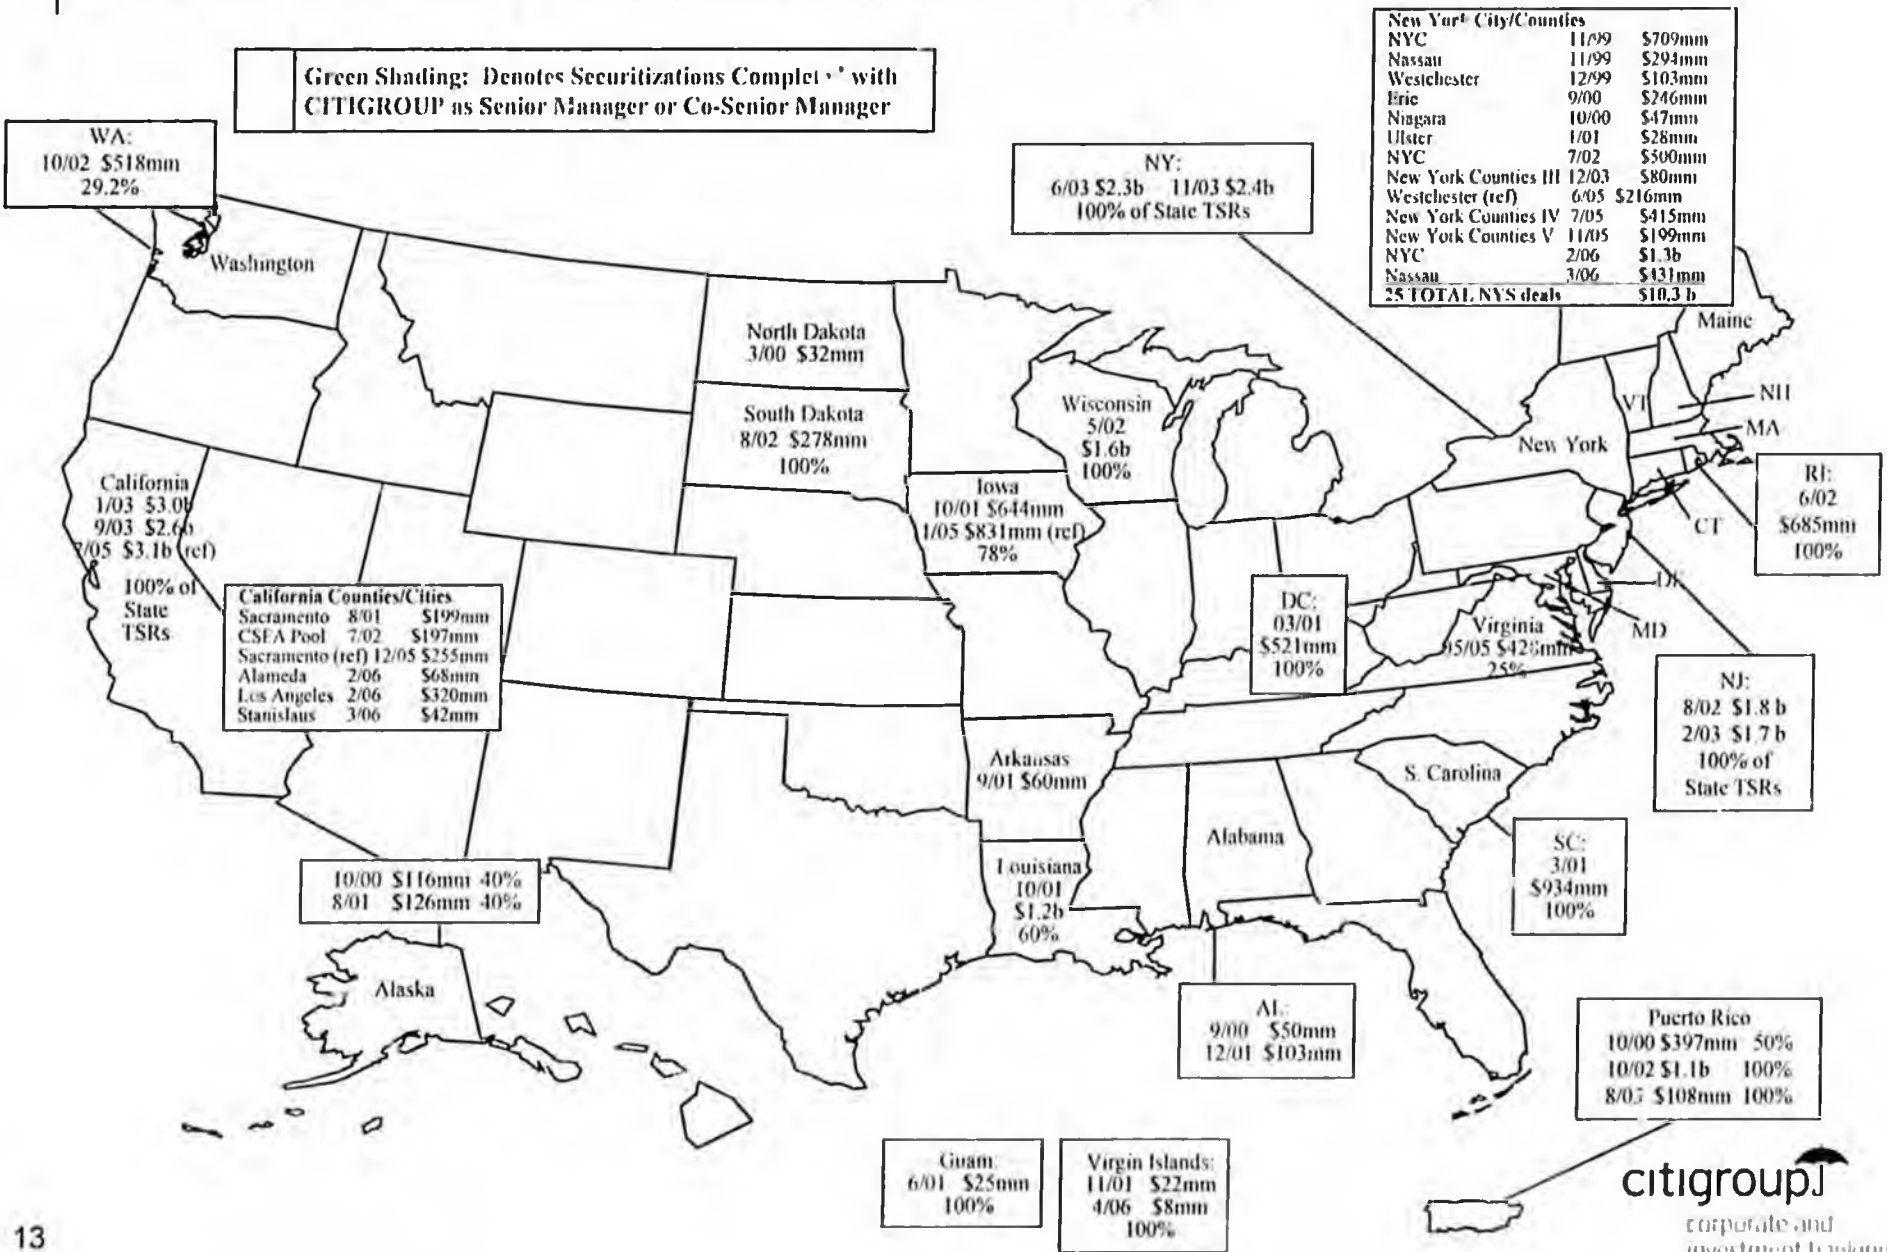 Green Shading: Denotes Securitizations with
CITIGROUP as Senior Manager or Co-Senior Manager
New York City/Counties
NYC 11/99 $709mm
Nassau 11/99 $294mm
Westchester 12/99 $103mm
Erie 9/00 $246mm
Niagara 10/00 $47mm
Ulster 1/01 $28mm
NYC 7/02 $500mm
New York Counties III 12/03 $80mm
Westchester (ref) 6/05 $216mm
New York Counties IV 7/05 $415mm
New York Counties V 11/05 $199mm
NYC 2/06 $1.3b
Nassau 3/06 $431mm
25 TOTAL NYS deals $10.3 b
WA:
10/02 $518mm
29.2%
NY:
6/03 $2.3b 11/03 $2.4b
100% of State TSRs
Washington
North Dakota
3/00 $32mm
South Dakota
8/02 $278mm
100%
Wisconsin
5/02
$1.6b
100%
Iowa
10/01 $644mm
1/05 $831mm (ref)
78%
Maine
VT
NH
MA
New York
CT
RI:
6/02
$685mm
100%
DE
MD
California
1/03 $3.0b
9/03 $2.6b
$3.1b (ref)
100% of
State
TSRs
California Counties/Cities
Sacramento 8/01 $199mm
CSFA Pool 7/02 $197mm
Sacramento (ref) 12/05 $255mm
Alameda 2/06 $68mm
Los Angeles 2/06 $320mm
Stanislaus 3/06 $42mm
DC:
03/01
$521mm
100%
Virginia
25%
NJ:
8/02 $1.8 b
2/03 $1.7 b
100% of
State TSRs
Arkansas
9/01 $60mm
S. Carolina
Alabama
SC:
3/01
$934mm
100%
Louisiana
10/01
$1.2b
60%
10/00 $116mm 40%
8/01 $126mm 40%
Alaska
AL:
9/00 $50mm
12/01 $103mm
Puerto Rico
10/00 $397mm 50%
10/02 $1.1b 100%
$108mm 100%
Guam:
6/01 $25mm
100%
Virgin Islands:
11/01 $22mm
4/06 $8mm
100%
citigroup
corporate and
investment banking
13